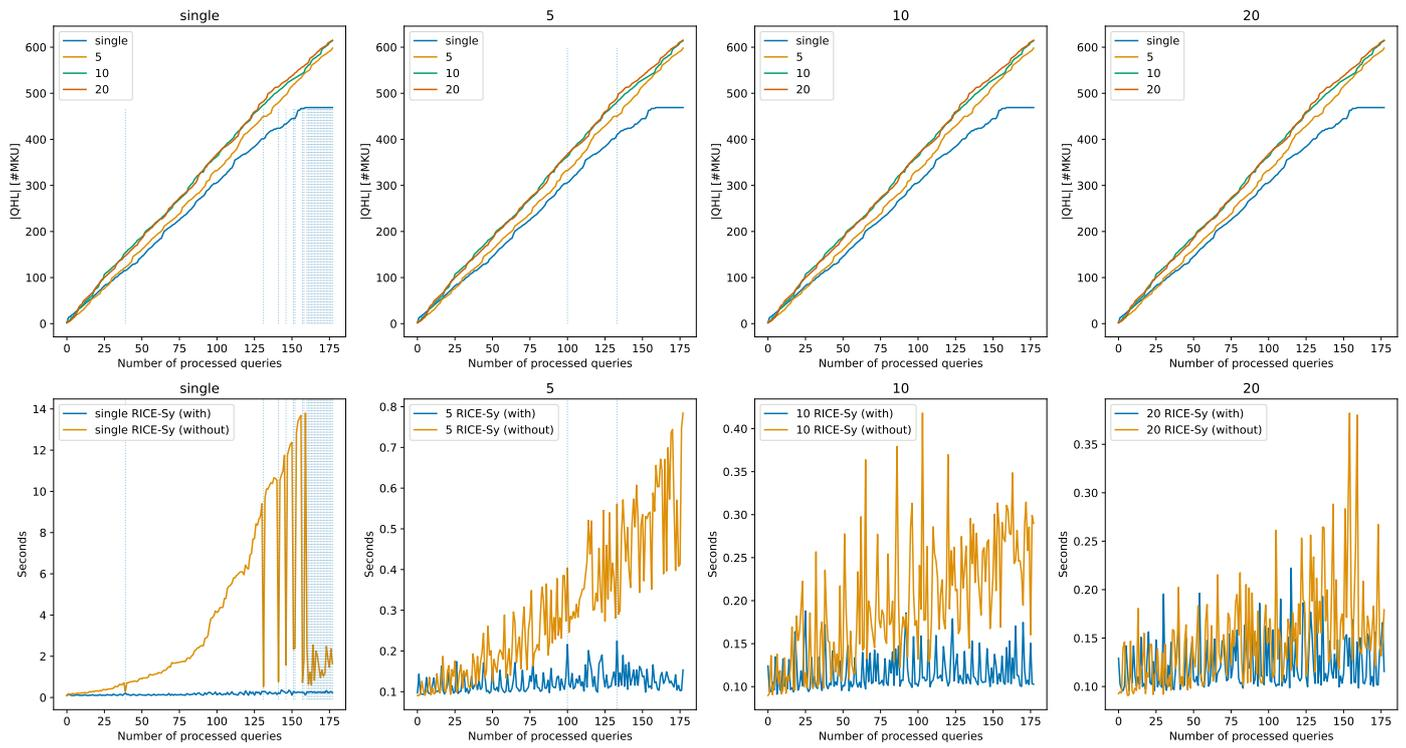 single
600
500
400
300
200
100
0
|QHL| [#MKU]
single
5
10
20
0 25 50 75 100 125 150 175
Number of processed queries
5
600
500
400
300
200
100
0
|QHL| [#MKU]
single
5
10
20
0 25 50 75 100 125 150 175
Number of processed queries
10
600
500
400
300
200
100
0
|QHL| [#MKU]
single
5
10
20
0 25 50 75 100 125 150 175
Number of processed queries
20
600
500
400
300
200
100
0
|QHL| [#MKU]
single
5
10
20
0 25 50 75 100 125 150 175
Number of processed queries
single
14
12
10
8
6
4
2
0
Seconds
single RICE-Sy (with)
single RICE-Sy (without)
0 25 50 75 100 125 150 175
Number of processed queries
5
0.8
0.7
0.6
0.5
0.4
0.3
0.2
0.1
Seconds
5 RICE-Sy (with)
5 RICE-Sy (without)
0 25 50 75 100 125 150 175
Number of processed queries
10
0.40
0.35
0.30
0.25
0.20
0.15
0.10
Seconds
10 RICE-Sy (with)
10 RICE-Sy (without)
0 25 50 75 100 125 150 175
Number of processed queries
20
0.35
0.30
0.25
0.20
0.15
0.10
Seconds
20 RICE-Sy (with)
20 RICE-Sy (without)
0 25 50 75 100 125 150 175
Number of processed queries